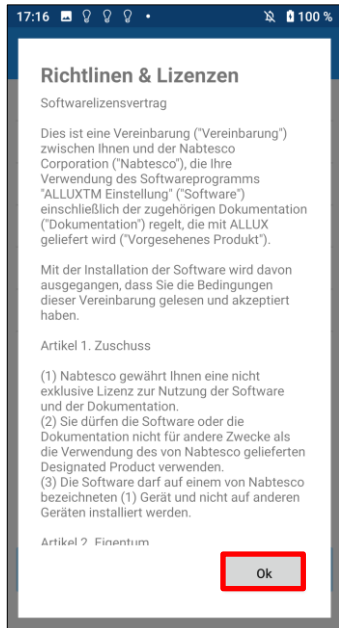 17:16 100 %
Richtlinen & Lizenzen
Softwarelizensvertrag
Dies ist eine Vereinbarung ("Vereinbarung")
zwischen Ihnen und der Nabtesco
Corporation ("Nabtesco"), die Ihre
Verwendung des Softwareprogramms
"ALLUXTM Einstellung" ("Software")
einschließlich der zugehörigen Dokumentation
("Dokumentation") regelt, die mit ALLUX
geliefert wird ("Vorgesehenes Produkt").
Mit der Installation der Software wird davon
ausgegangen, dass Sie die Bedingungen
dieser Vereinbarung gelesen und akzeptiert
haben.
Artikel 1. Zuschuss
(1) Nabtesco gewährt Ihnen eine nicht
exklusive Lizenz zur Nutzung der Software
und der Dokumentation.
(2) Sie dürfen die Software oder die
Dokumentation nicht für andere Zwecke als
die Verwendung des von Nabtesco gelieferten
Designated Product verwenden.
(3) Die Software darf auf einem von Nabtesco
bezeichneten (1) Gerät und nicht auf anderen
Geräten installiert werden.
Artikel 2. Eigentum
Ok